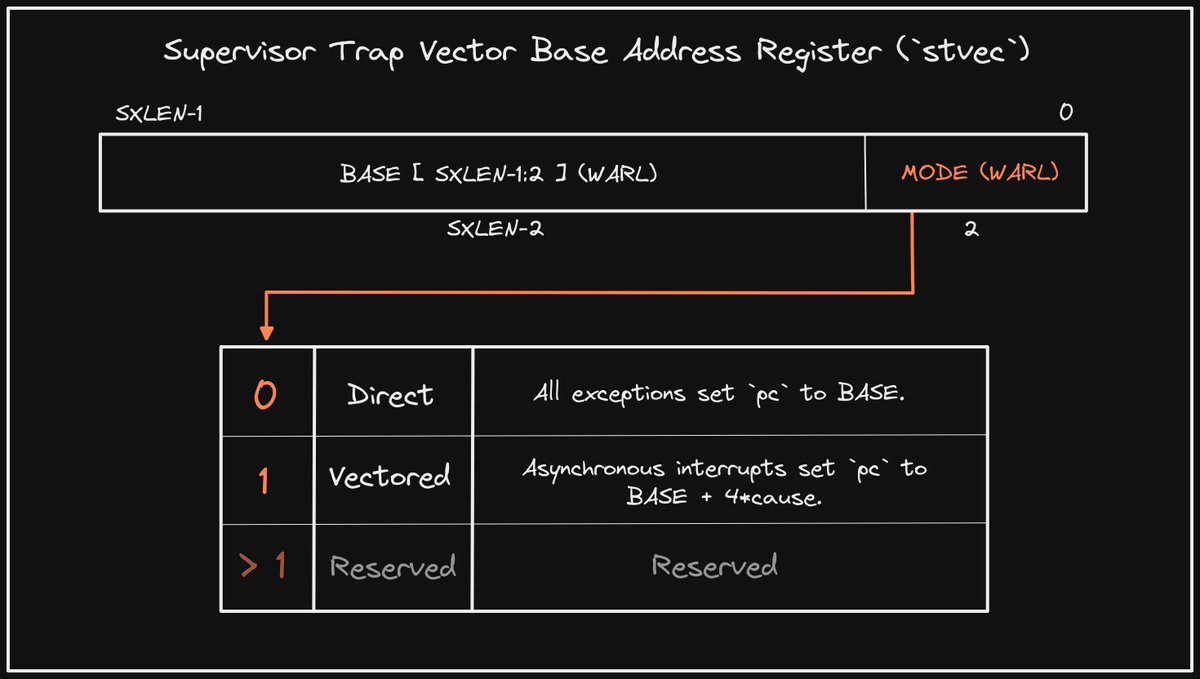 Supervisor Trap Vector Base Address Register (`stvec`)
SXLEN-1
0
BASE [ SXLEN-1:2 ] (WARL)
MODE (WARL)
SXLEN-2
2
0
Direct
All exceptions set `pc` to BASE.
1
Vectored
Asynchronous interrupts set `pc` to
BASE + 4*cause.
> 1
Reserved
Reserved